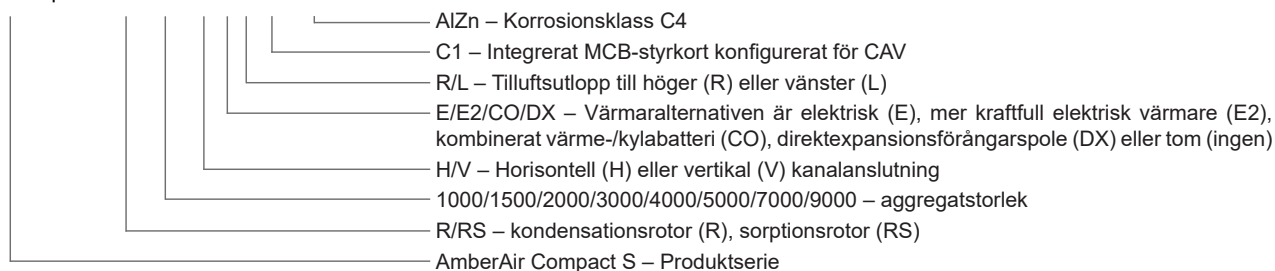 AlZn – Korrosionsklass C4
C1 – Integrerat MCB-styrkort konfigurerat för CAV
R/L – Tilluftsutlopp till höger (R) eller vänster (L)
E/E2/CO/DX – Värmaralternativen är elektrisk (E), mer kraftfull elektrisk värmare (E2),
kombinerat värme-/kylabatteri (CO), direktexpansionsförångarspole (DX) eller tom (ingen)
H/V – Horisontell (H) eller vertikal (V) kanalanslutning
1000/1500/2000/3000/4000/5000/7000/9000 – aggregatstorlek
R/RS – kondensationsrotor (R), sorptionsrotor (RS)
AmberAir Compact S – Produktserie